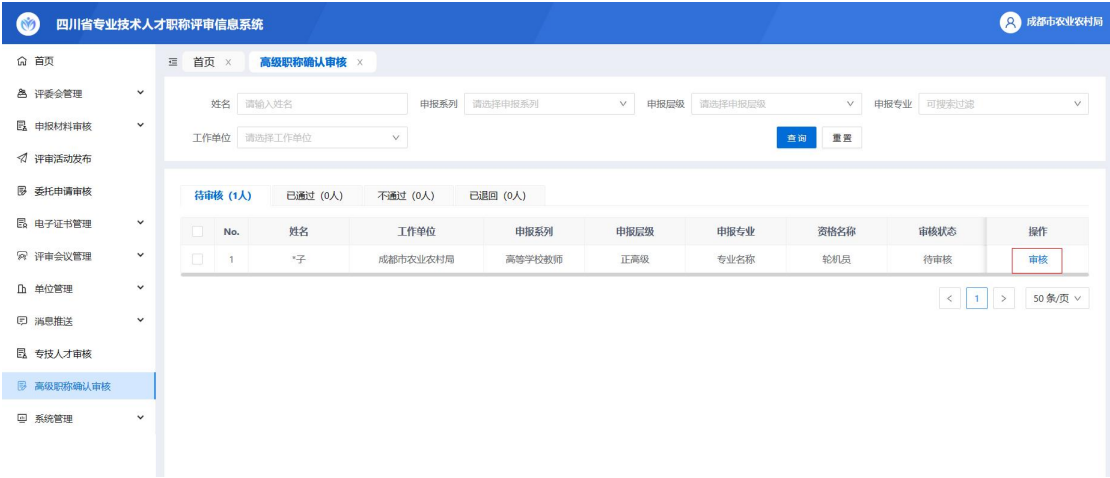 四川省专业技术人才职称评审信息系统
成都市农业农村局
首页
评委会管理
申报材料审核
评审活动发布
委托申请审核
电子证书管理
评审会议管理
单位管理
消息推送
专技人才审核
高级职称确认审核
系统管理
首页 x 高级职称确认审核 x
姓名 请输入姓名 申报系列 请选择申报系列 申报层级 请选择申报层级 申报专业 可搜索过滤
工作单位 请选择工作单位 查询 重置
待审核 (1人) 已通过 (0人) 不通过 (0人) 已退回 (0人)
No. 姓名 工作单位 申报系列 申报层级 申报专业 资格名称 审核状态 操作
1 *子 成都市农业农村局 高等学校教师 正高级 专业名称 轮机员 待审核 审核
< 1 > 50 条/页